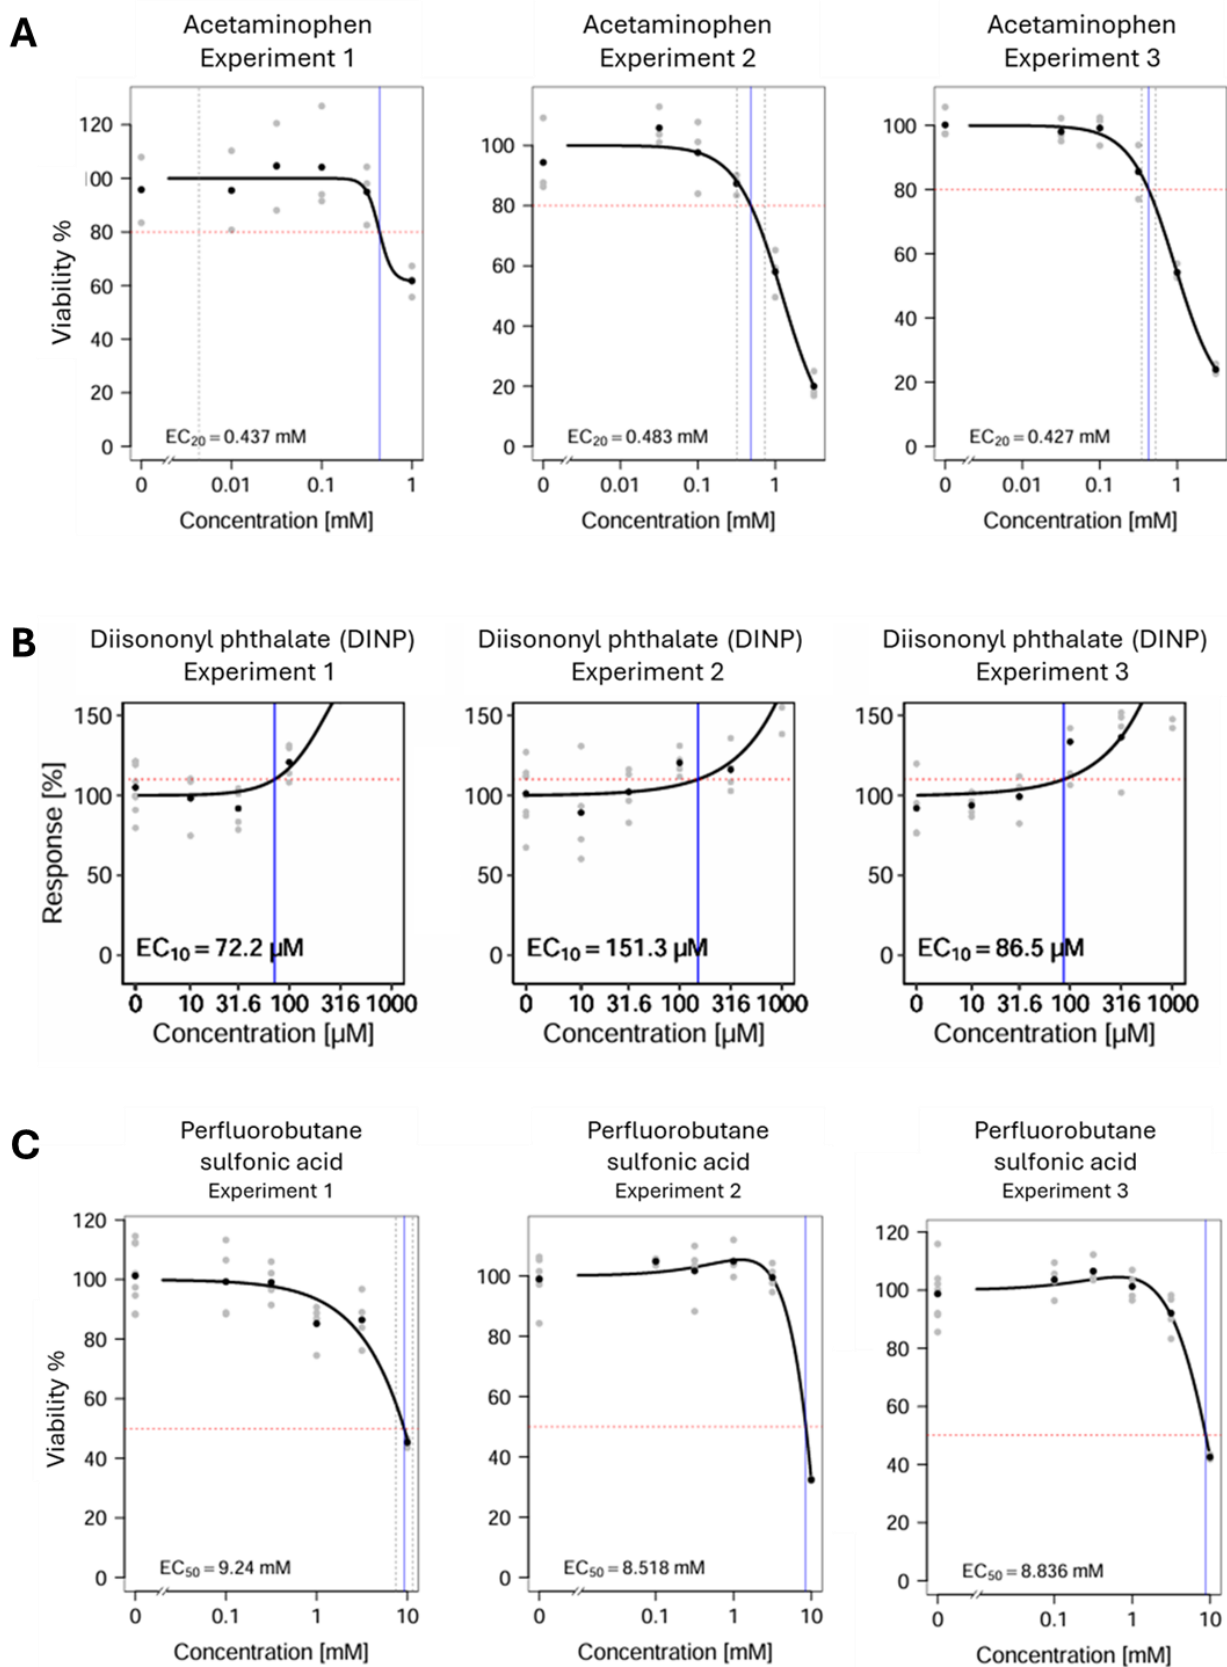 A
Acetaminophen
Experiment 1
Acetaminophen
Experiment 2
Acetaminophen
Experiment 3
Viability %
120
100
80
60
40
20
0
EC20 = 0.437 mM
0 0.01 0.1 1
Concentration [mM]
100
80
60
40
20
0
EC20 = 0.483 mM
0 0.01 0.1 1
Concentration [mM]
100
80
60
40
20
0
EC20 = 0.427 mM
0 0.01 0.1 1
Concentration [mM]
B
Diisononyl phthalate (DINP)
Experiment 1
Diisononyl phthalate (DINP)
Experiment 2
Diisononyl phthalate (DINP)
Experiment 3
Response [%]
150
100
50
0
EC10 = 72.2 µM
0 10 31.6 100 316 1000
Concentration [µM]
150
100
50
0
EC10 = 151.3 µM
0 10 31.6 100 316 1000
Concentration [µM]
150
100
50
0
EC10 = 86.5 µM
0 10 31.6 100 316 1000
Concentration [µM]
C
Perfluorobutane
sulfonic acid
Experiment 1
Perfluorobutane
sulfonic acid
Experiment 2
Perfluorobutane
sulfonic acid
Experiment 3
Viability %
120
100
80
60
40
20
0
EC50 = 9.24 mM
0 0.1 1 10
Concentration [mM]
100
80
60
40
20
0
EC50 = 8.518 mM
0 0.1 1 10
Concentration [mM]
120
100
80
60
40
20
0
EC50 = 8.836 mM
0 0.1 1 10
Concentration [mM]